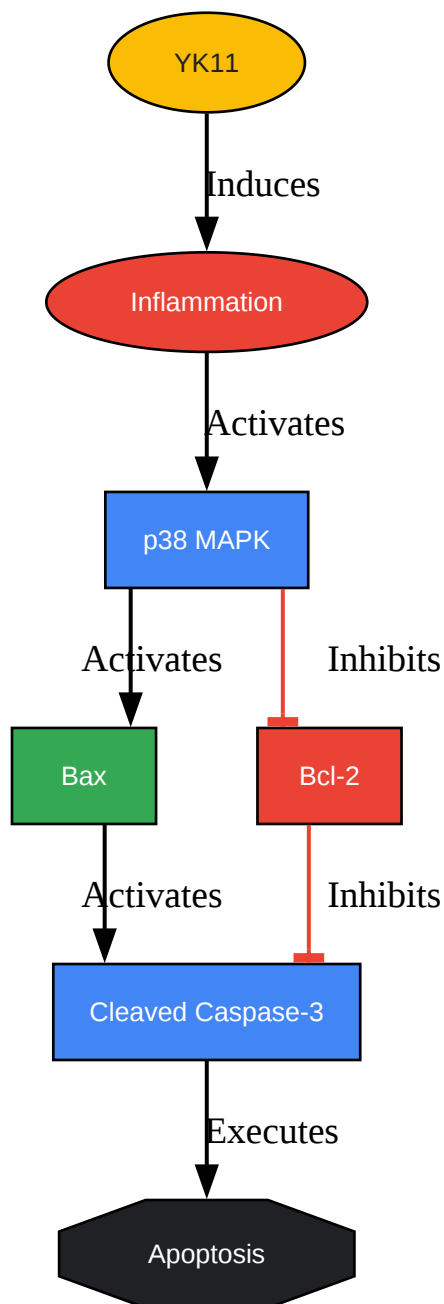 YK11
Induces
Inflammation
Activates
p38 MAPK
Activates
Inhibits
Bax
Bcl-2
Activates
Inhibits
Cleaved Caspase-3
Executes
Apoptosis